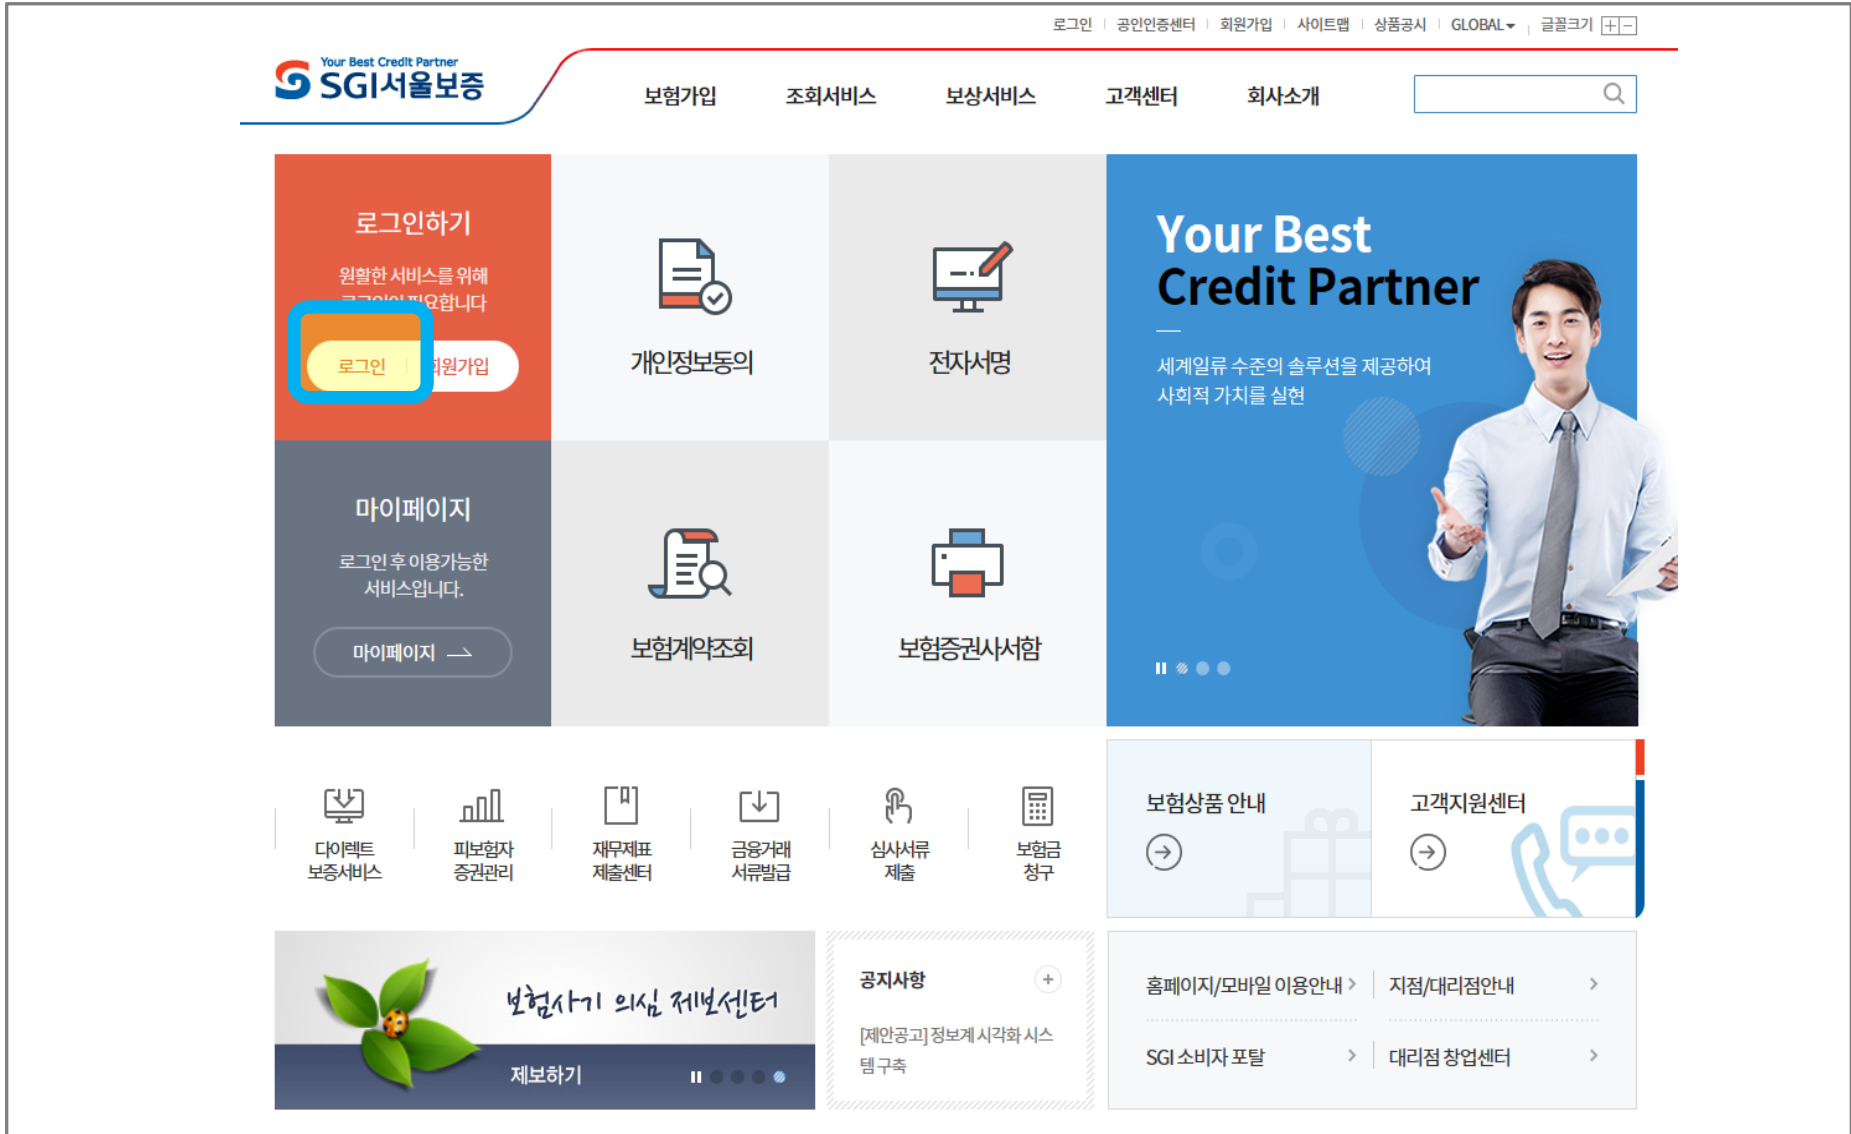 로그인
공인인증센터
회원가입
사이트맵
상품공시
GLOBAL
글꼴크기
Your Best Credit Partner
SGI서울보증
보험가입
조회서비스
보상서비스
고객센터
회사소개
로그인하기
원활한 서비스를 위해
로그인이 필요합니다
로그인
회원가입
개인정보동의
전자서명
Your Best
Credit Partner
세계일류 수준의 솔루션을 제공하여
사회적 가치를 실현
마이페이지
로그인 후 이용가능한
서비스입니다.
마이페이지
보험계약조회
보험증권사서함
다이렉트
보증서비스
피보험자
증권관리
재무제표
제출센터
금융거래
서류발급
심사서류
제출
보험금
청구
보험상품 안내
고객지원센터
보험사기 의심 제보센터
제보하기
공지사항
[제안공고] 정보계 시각화 시스
템 구축
홈페이지/모바일 이용안내
지점/대리점안내
SGI 소비자 포탈
대리점 창업센터